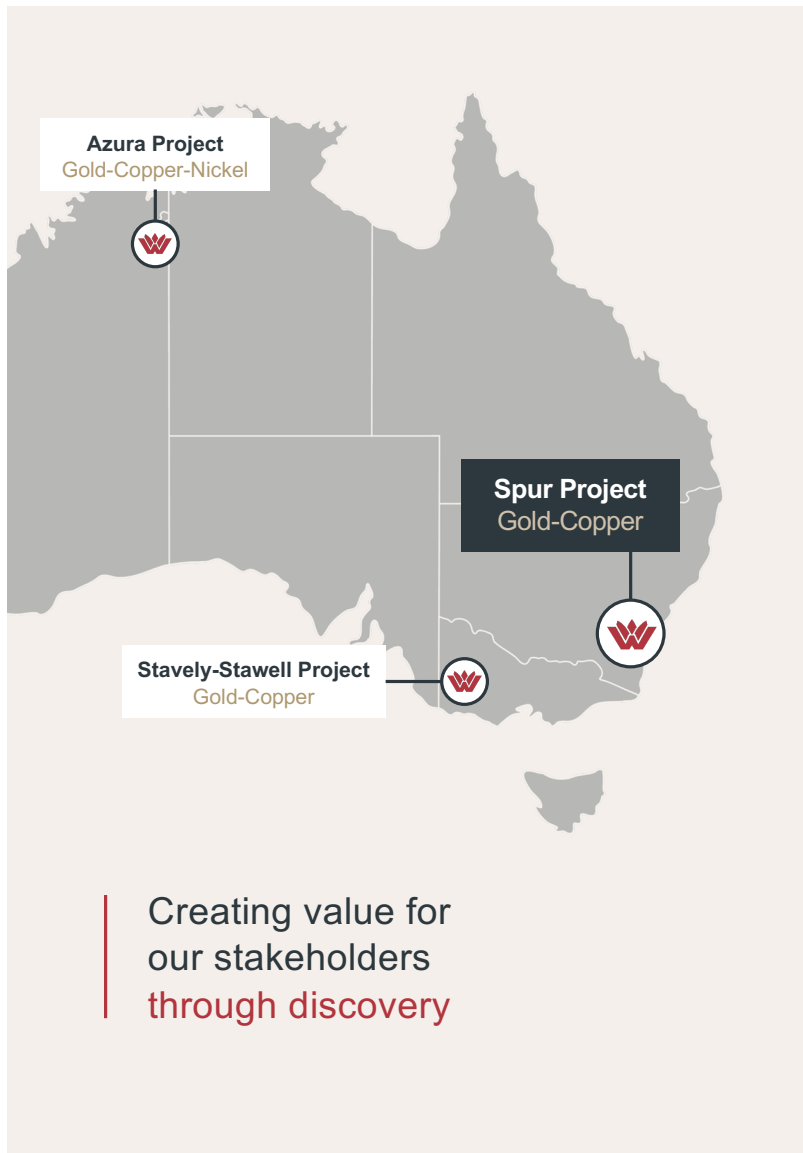 Azura Project
Gold-Copper-Nickel
Spur Project
Gold-Copper
Stavely-Stawell Project
Gold-Copper
Creating value for
our stakeholders
through discovery